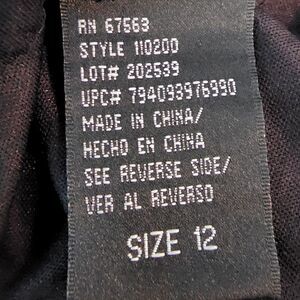 RN 67563
STYLE 110200
LOT# 202539
UPC# 794093976990
MADE IN CHINA/
HECHO EN CHINA
SEE REVERSE SIDE/
VER AL REVERSO
SIZE 12